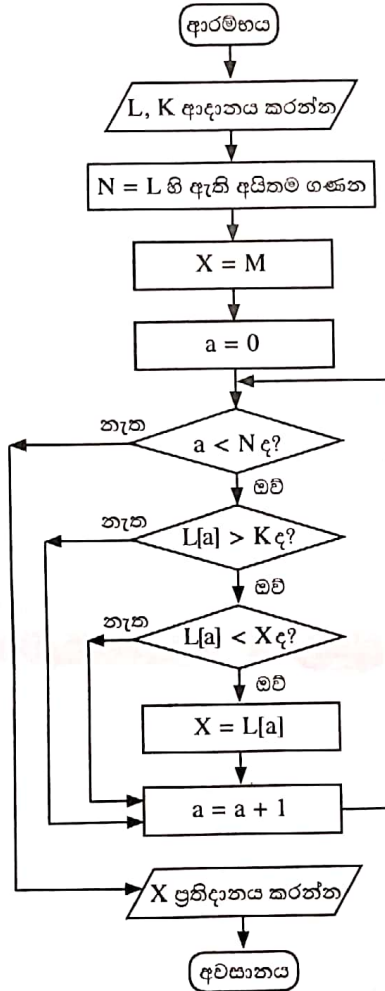 ආරම්භය
L, K ආදානය කරන්න
N = L හි ඇති අයිතම ගණන
X = M
a = 0
නැත
a < N ද?
ඔව්
නැත
L[a] > K ද?
ඔව්
නැත
L[a] < X ද?
ඔව්
X = L[a]
a = a + 1
X ප්‍රතිදානය කරන්න
අවසානය